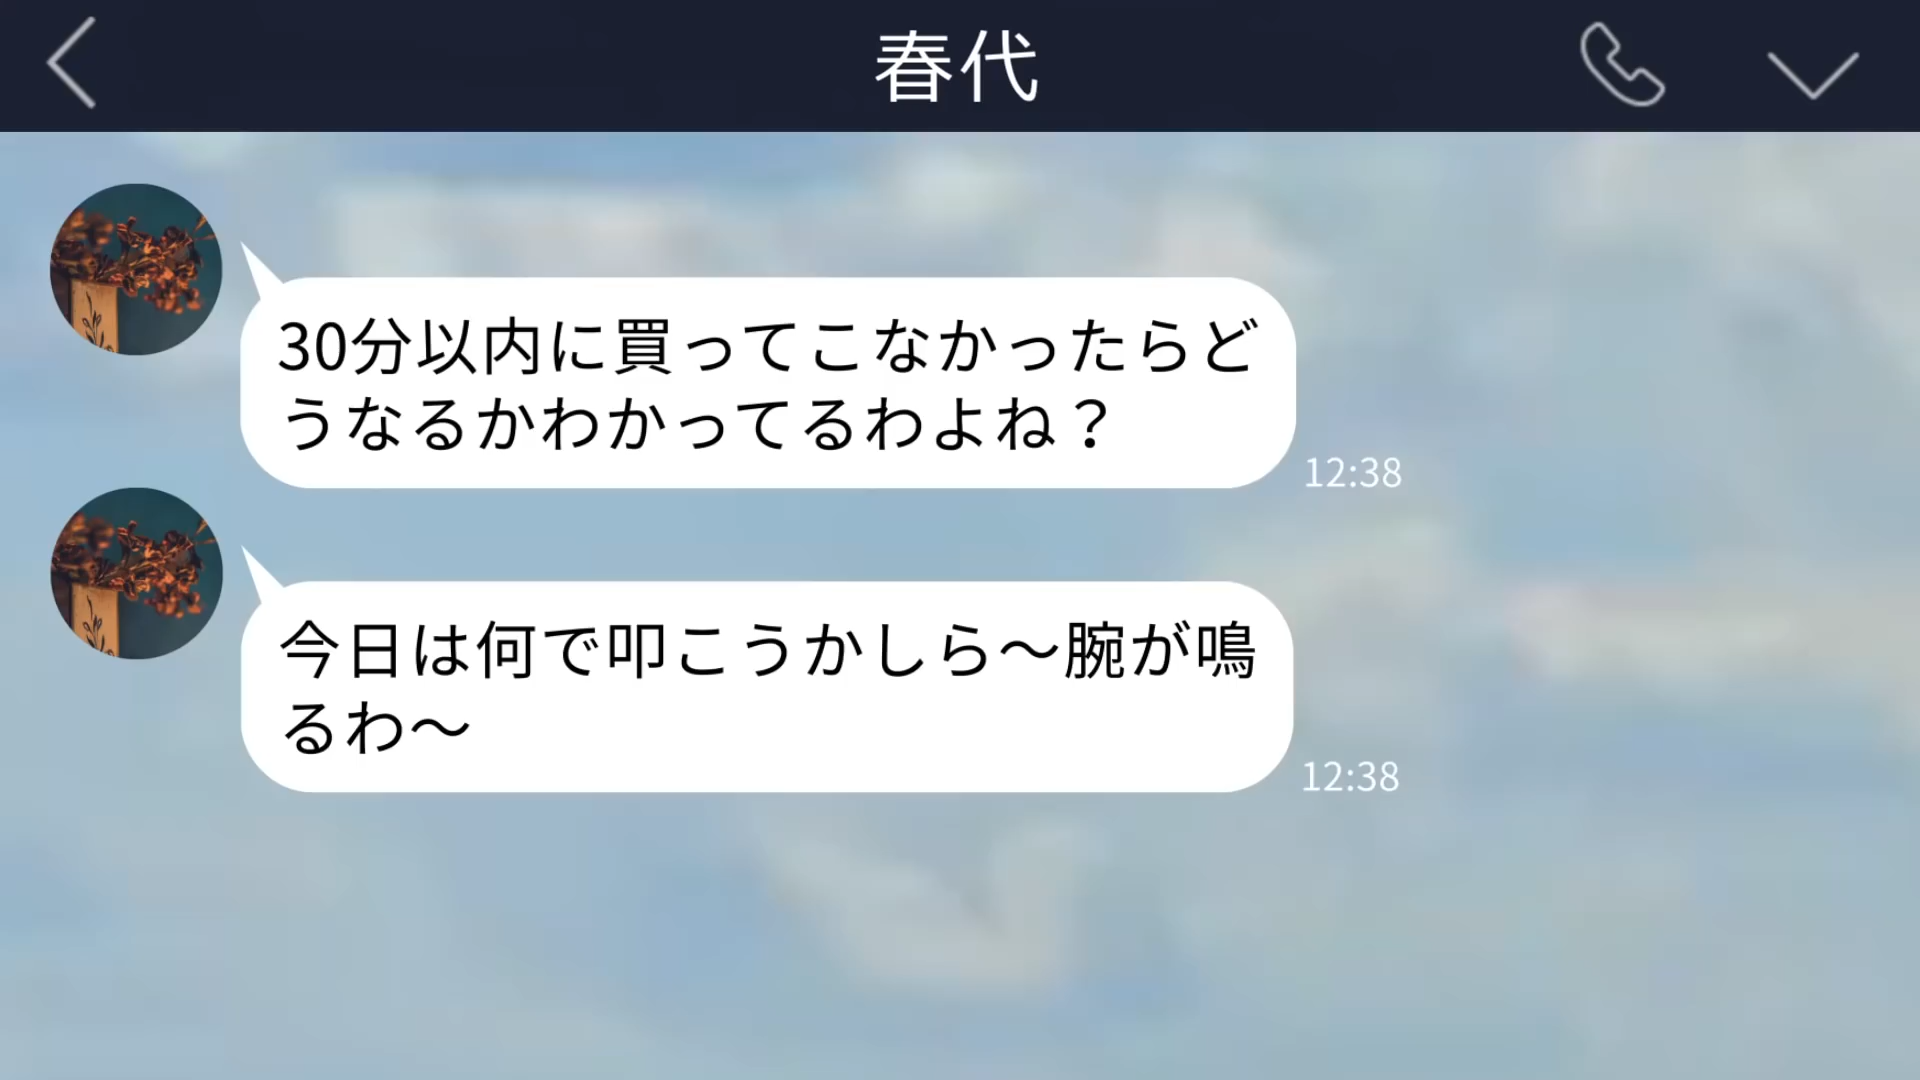 春代
30分以内に買ってこなかったらど
うなるかわかってるわよね？
12:38
今日は何で叩こうかしら〜腕が鳴
るわ〜
12:38